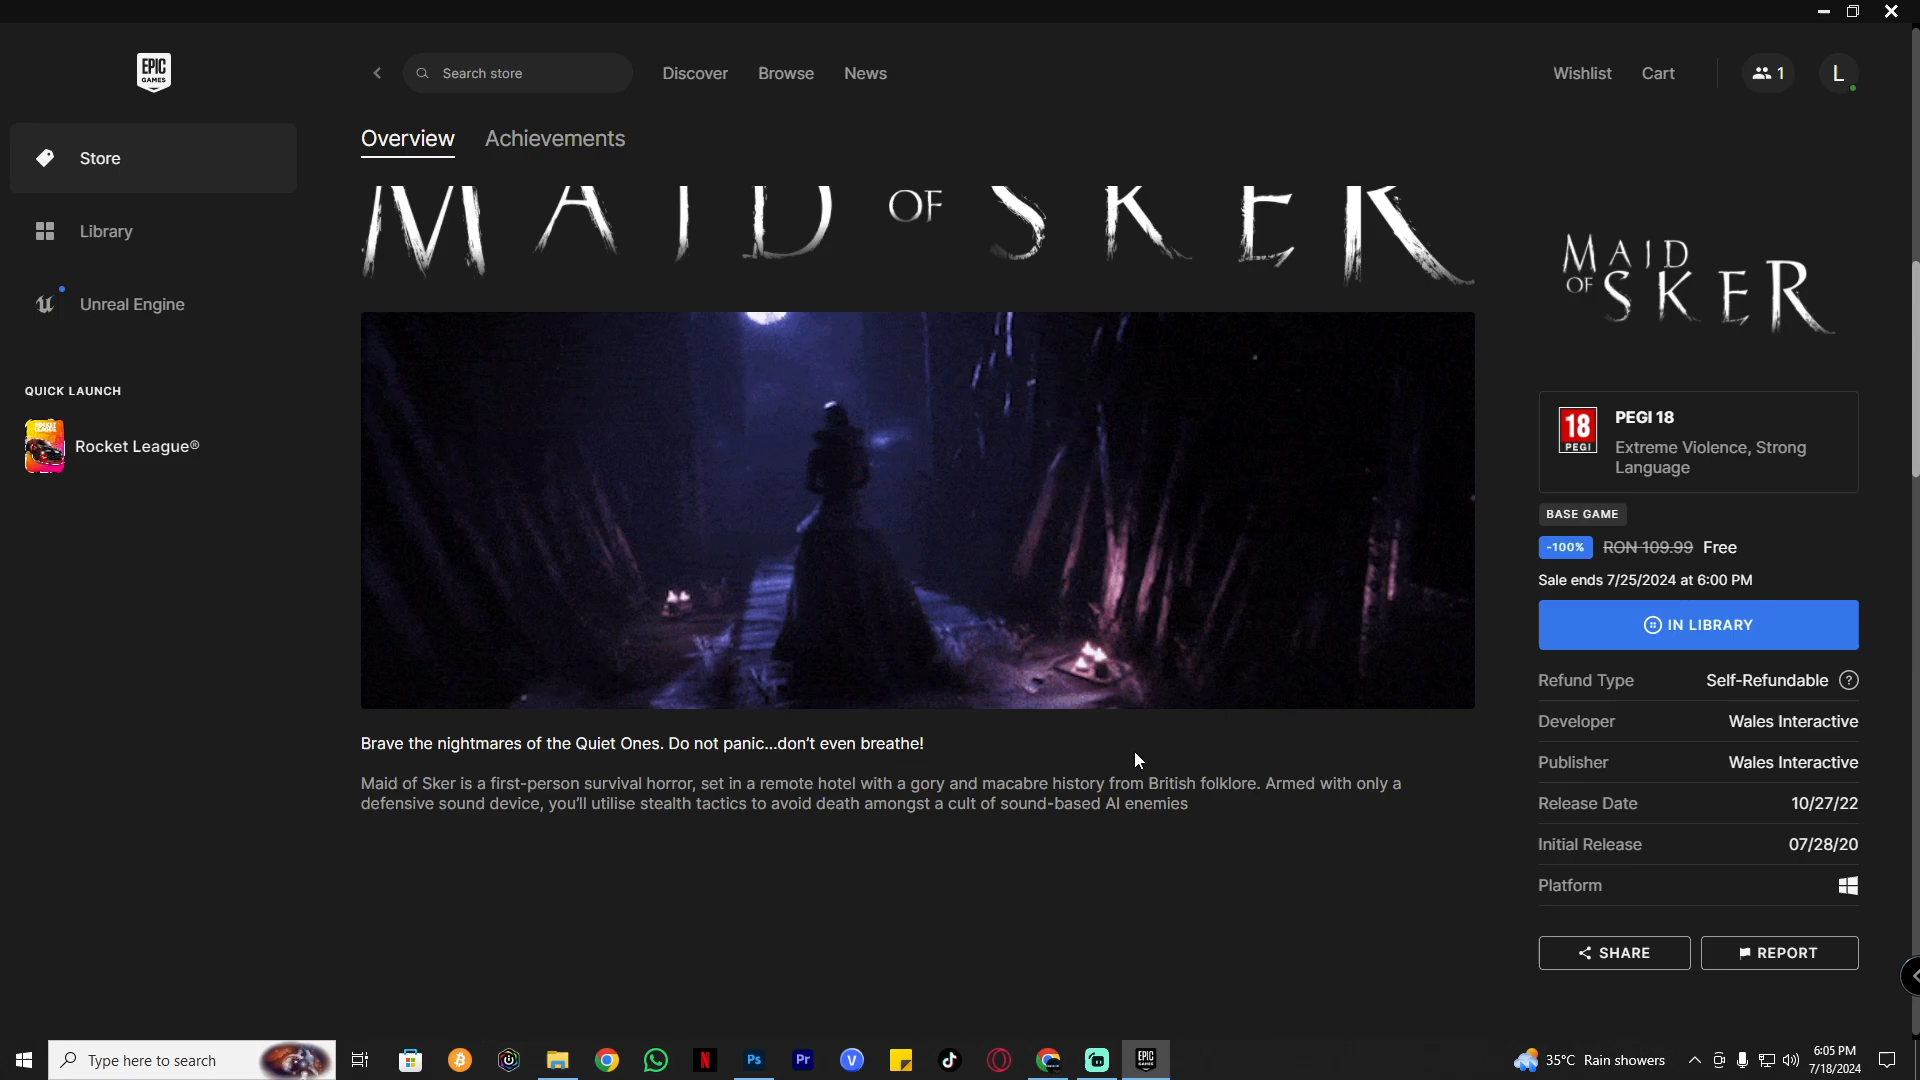 EPIC
GAMES
Search store
Discover
Browse
News
Wishlist
Cart
1
L
Store
Library
Unreal Engine
QUICK LAUNCH
Rocket League®
Overview
Achievements
MAID OF SKER
MAID
OF SKER
18
PEGI
PEGI 18
Extreme Violence, Strong
Language
BASE GAME
-100% RON 109.99 Free
Sale ends 7/25/2024 at 6:00 PM
IN LIBRARY
Refund Type Self-Refundable ?
Developer Wales Interactive
Publisher Wales Interactive
Release Date 10/27/22
Initial Release 07/28/20
Platform
SHARE
REPORT
Brave the nightmares of the Quiet Ones. Do not panic...don't even breathe!
Maid of Sker is a first-person survival horror, set in a remote hotel with a gory and macabre history from British folklore. Armed with only a
defensive sound device, you'll utilise stealth tactics to avoid death amongst a cult of sound-based AI enemies
Type here to search
N
Ps
Pr
V
EPIC
35°C Rain showers
6:05 PM
7/18/2024